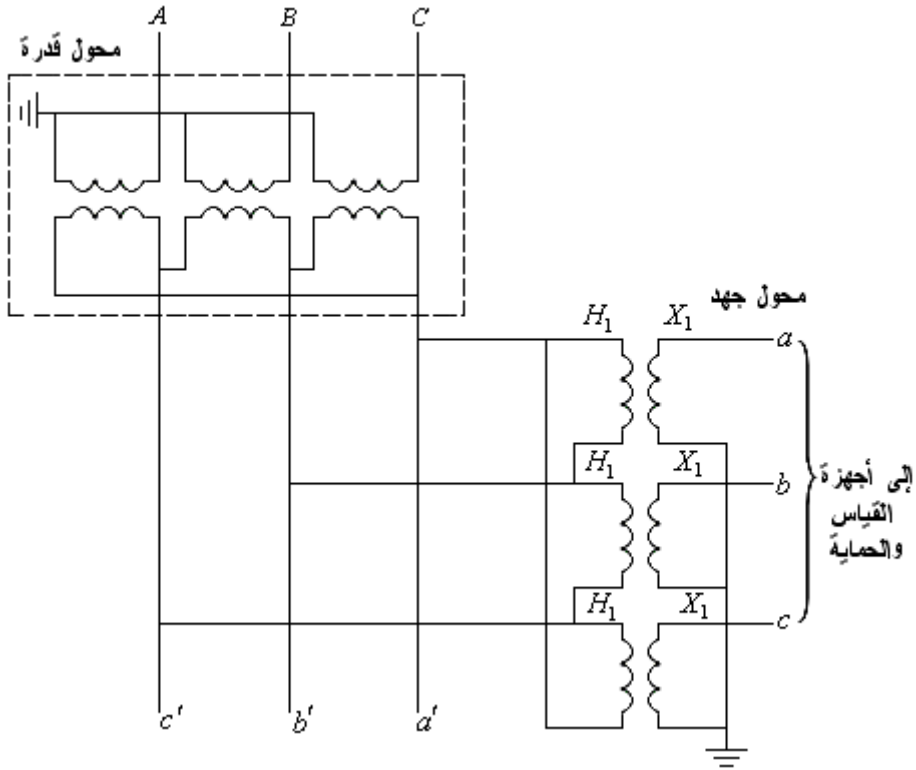 A B C
محول قدرة
محول جهد
H₁ X₁
a
H₁ X₁
b
إلى أجهزة
القياس
والحماية
H₁ X₁
c
c' b' a'